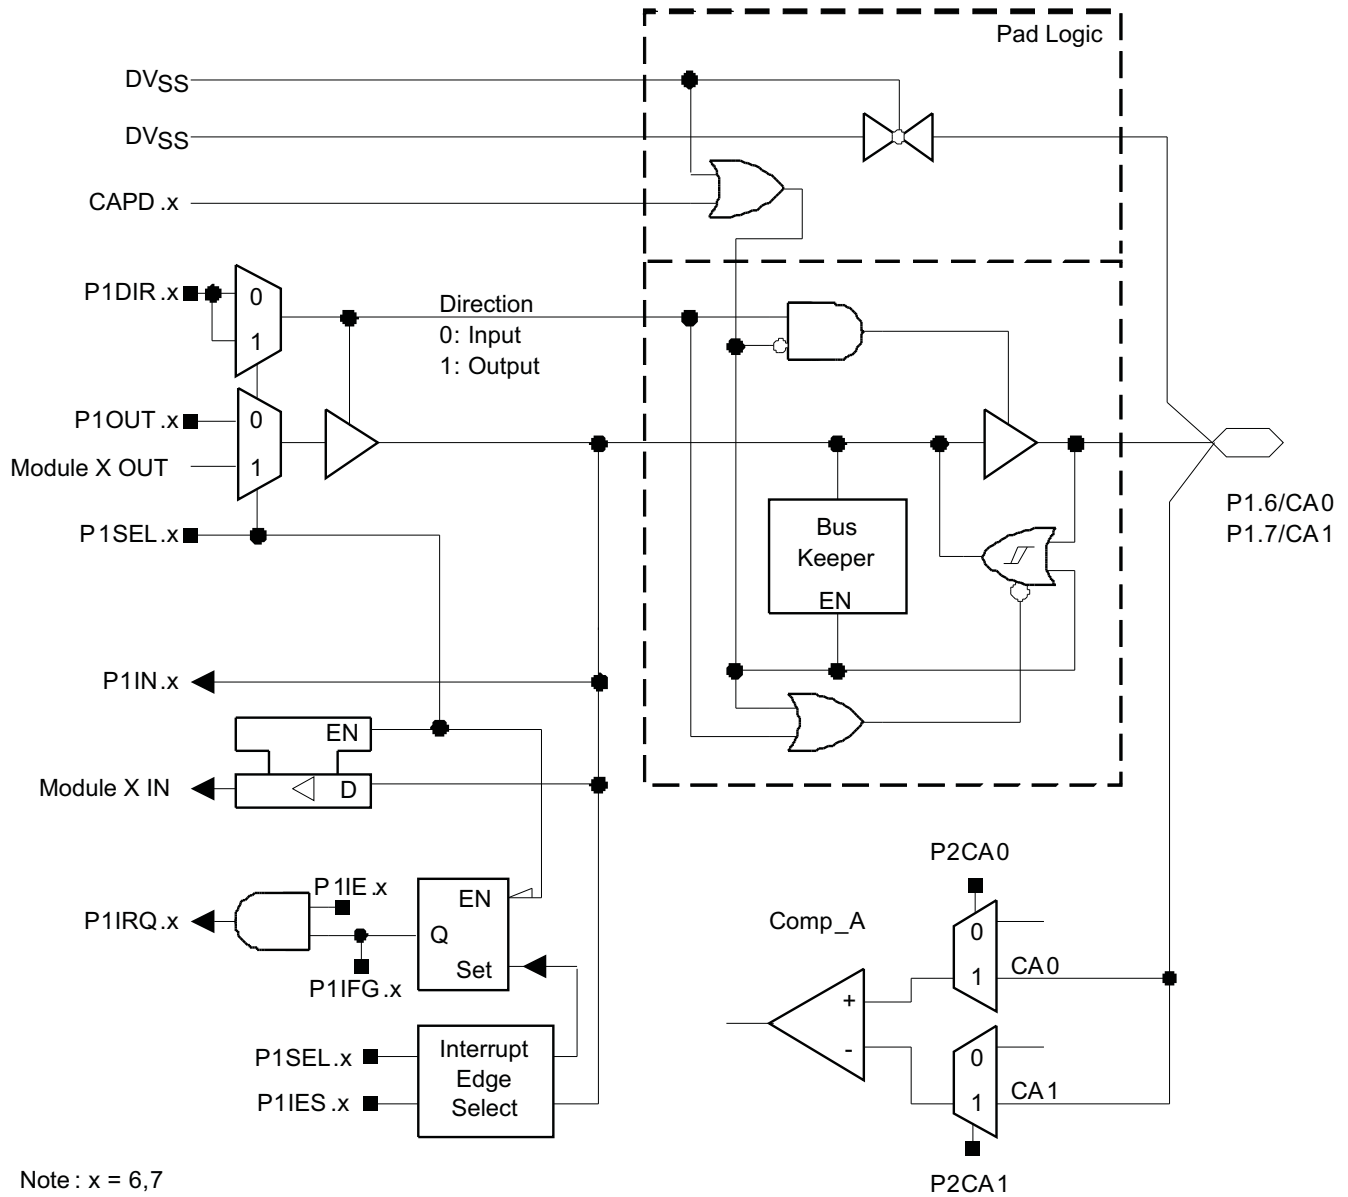 Pad Logic
DVSS
DVSS
CAPD.x
P1DIR.x
0
1
Direction
0: Input
1: Output
P1OUT.x
0
Module X OUT
1
P1SEL.x
Bus
Keeper
EN
P1.6/CA0
P1.7/CA1
P1IN.x
EN
Module X IN
D
P1IE.x
P1IRQ.x
EN
Q
Set
P1IFG.x
P1SEL.x
P1IES.x
Interrupt
Edge
Select
P2CA0
Comp_A
0
1
CA0
+
-
0
1
CA1
P2CA1
Note: x = 6,7